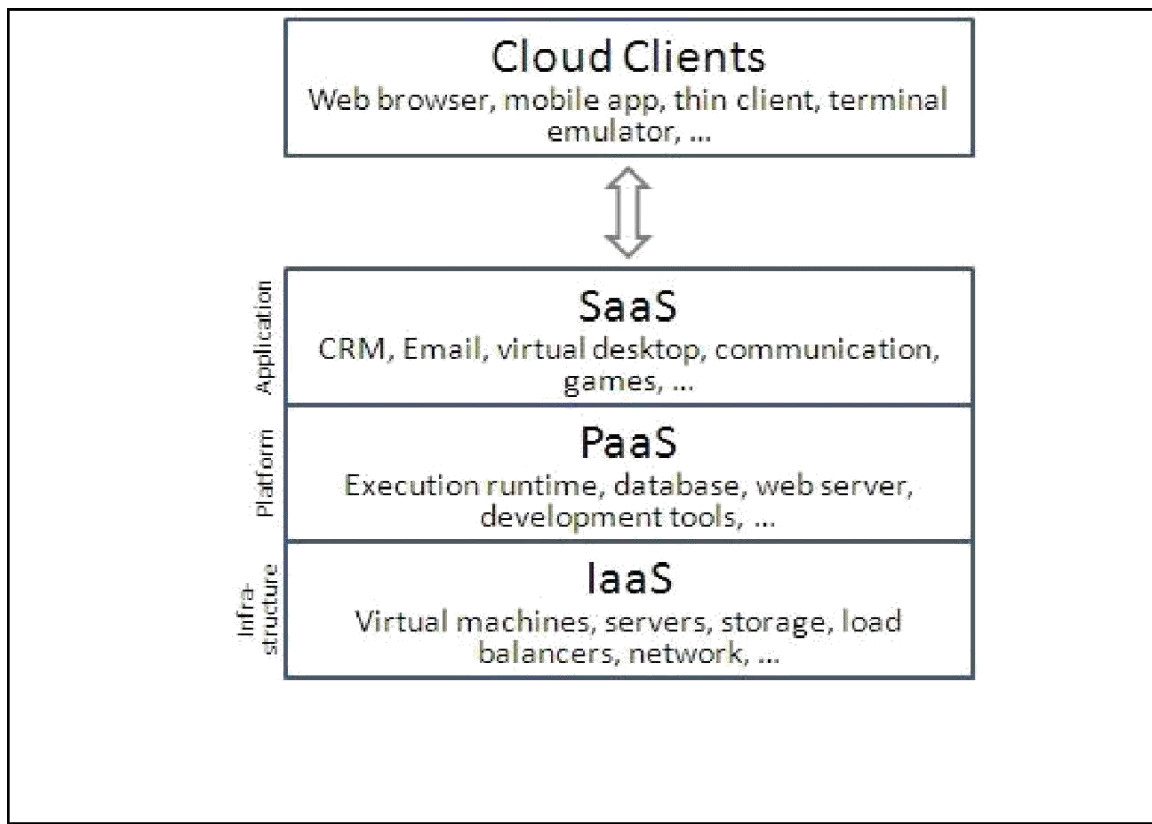 Cloud Clients
Web browser, mobile app, thin client, terminal
emulator, ...
Application
SaaS
CRM, Email, virtual desktop, communication,
games, ...
Platform
PaaS
Execution runtime, database, web server,
development tools, ...
Infra-
structure
IaaS
Virtual machines, servers, storage, load
balancers, network, ...